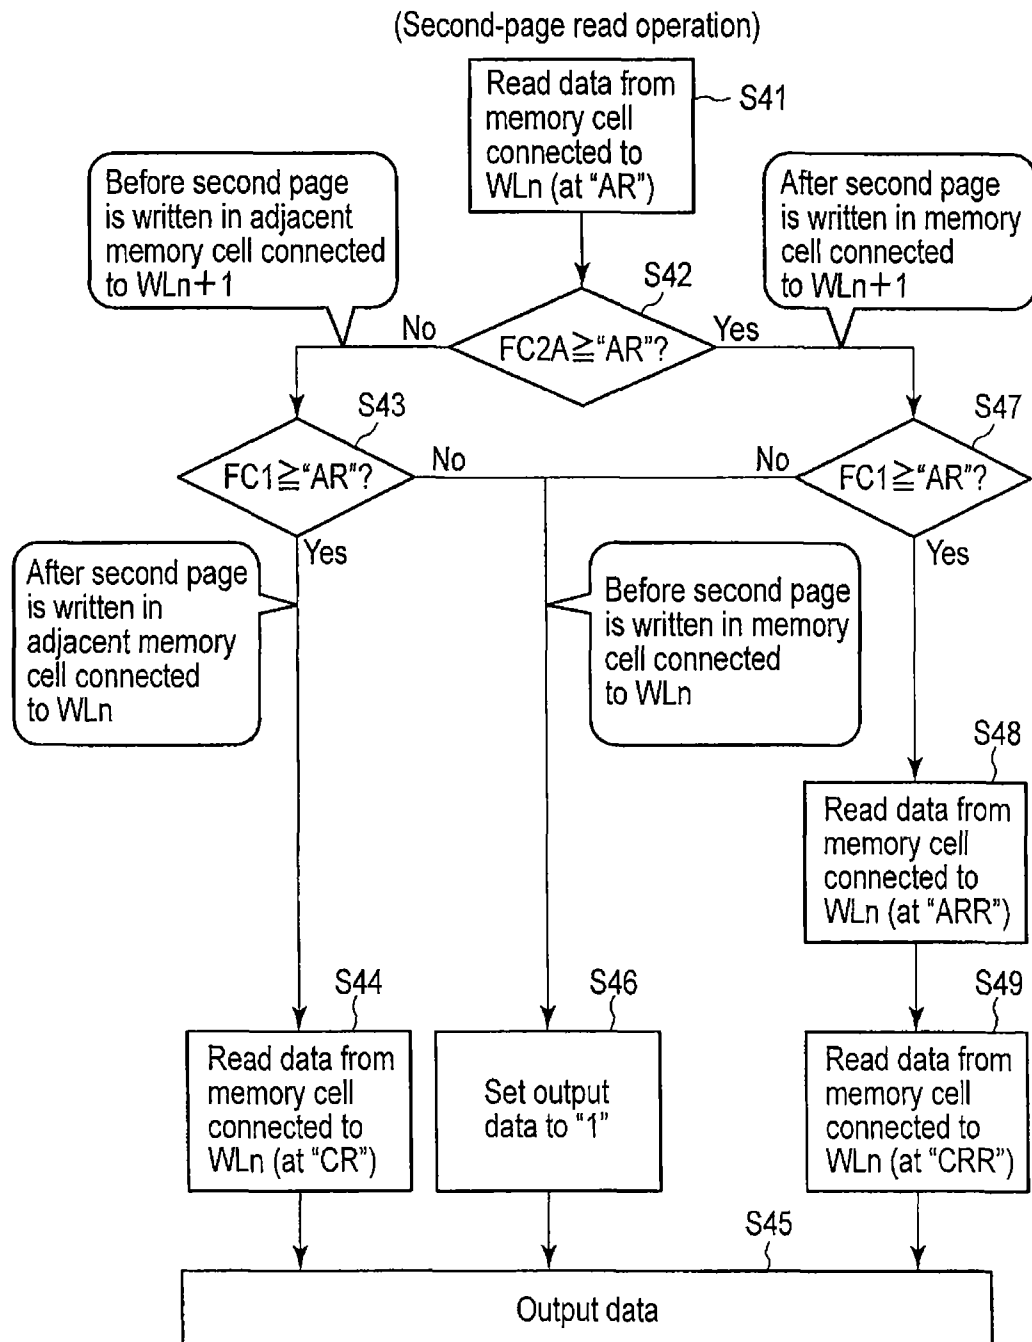 (Second-page read operation)
Read data from
memory cell
connected to
WLn (at “AR”)
S41
Before second page
is written in adjacent
memory cell connected
to WLn+1
After second page
is written in memory
cell connected
to WLn+1
S42
No
FC2A≧“AR”?
Yes
S43
FC1≧“AR”?
No
Yes
S47
No
FC1≧“AR”?
Yes
After second page
is written in
adjacent memory
cell connected
to WLn
Before second page
is written in memory
cell connected
to WLn
S48
Read data from
memory cell
connected to
WLn (at “ARR”)
S44
Read data from
memory cell
connected to
WLn (at “CR”)
S46
Set output
data to “1”
S49
Read data from
memory cell
connected to
WLn (at “CRR”)
S45
Output data